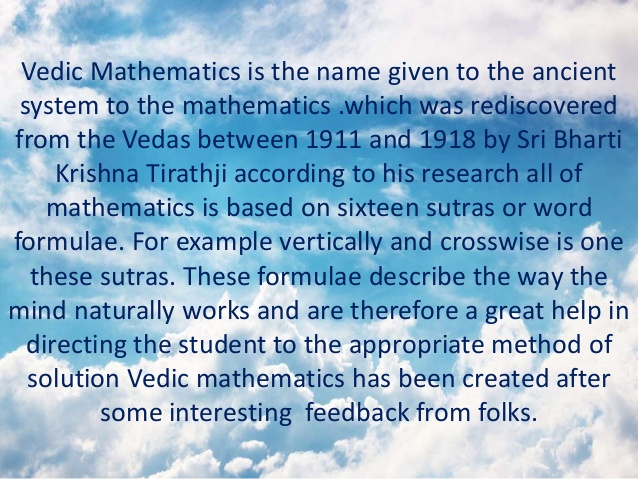 Vedic Mathematics is the name given to the ancient
system to the mathematics .which was rediscovered
from the Vedas between 1911 and 1918 by Sri Bharti
Krishna Tirathji according to his research all of
mathematics is based on sixteen sutras or word
formulae. For example vertically and crosswise is one
these sutras. These formulae describe the way the
mind naturally works and are therefore a great help in
directing the student to the appropriate method of
solution Vedic mathematics has been created after
some interesting  feedback from folks.